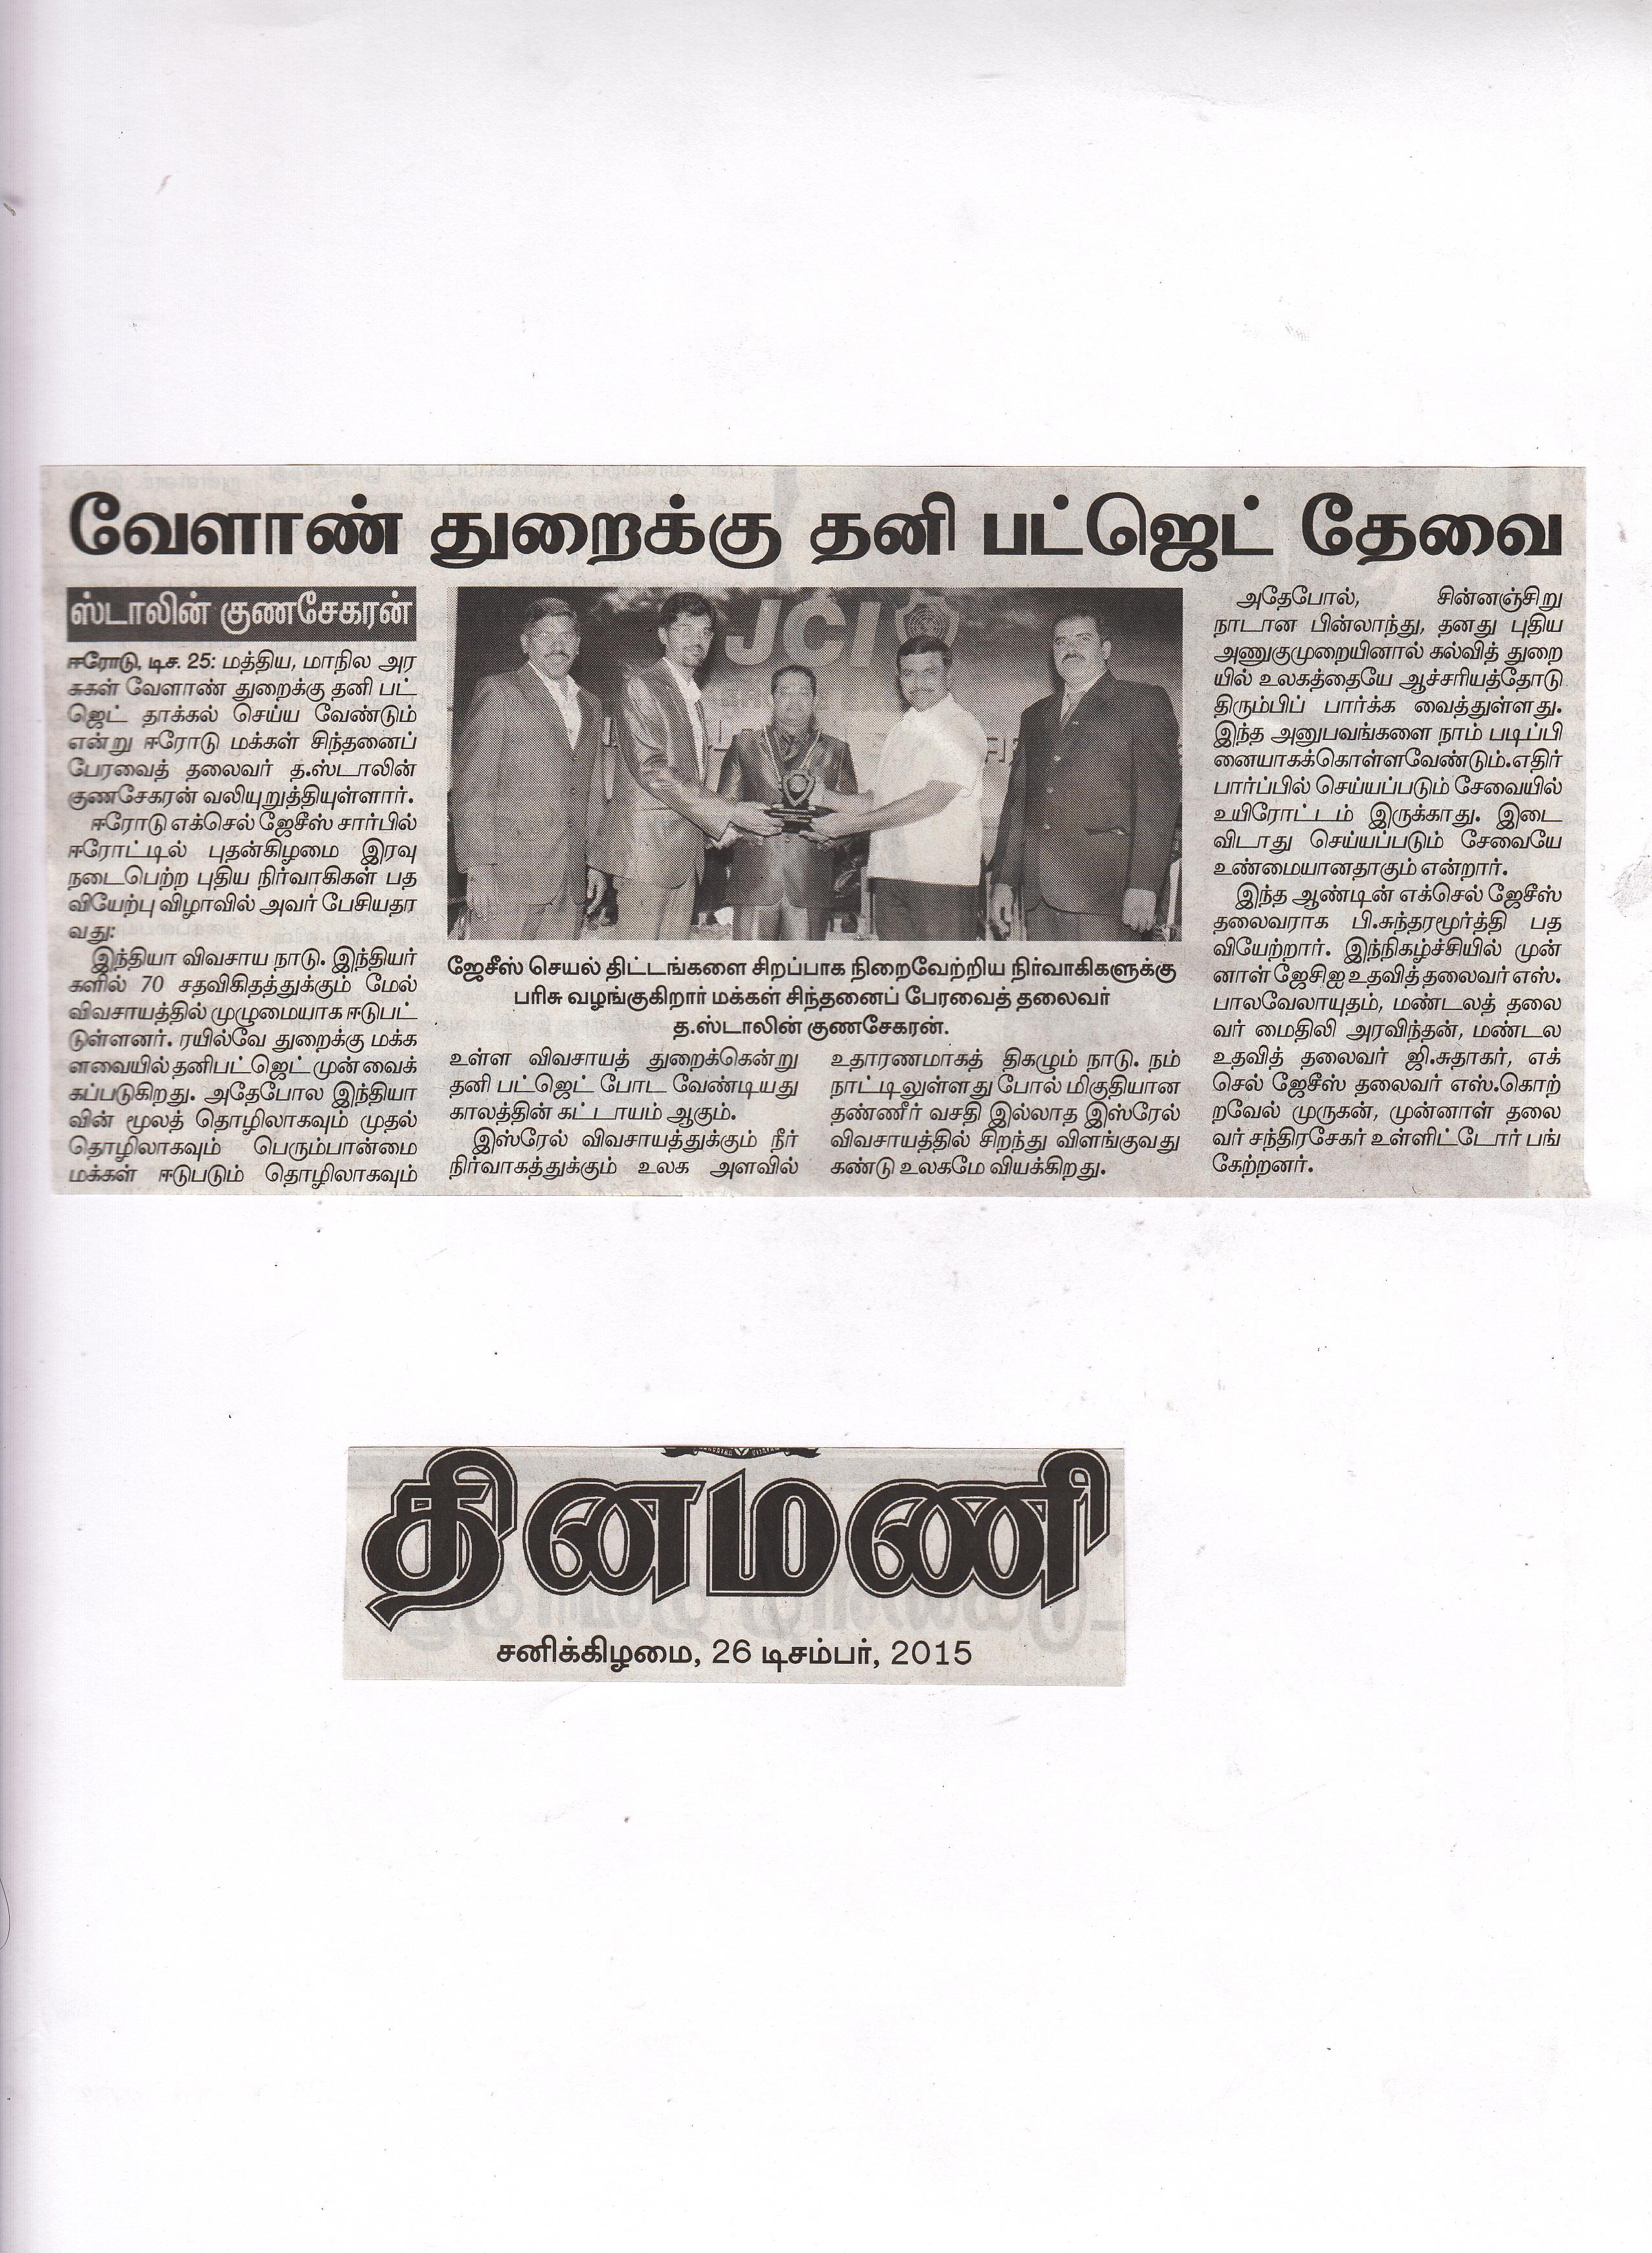 வேளாண் துறைக்கு தனி பட்ஜெட் தேவை
ஸ்டாலின் குணசேகரன்
ஈரோடு, டிச. 25: மத்திய, மாநில அர
சுகள் வேளாண் துறைக்கு தனி பட்
ஜெட் தாக்கல் செய்ய வேண்டும்
என்று ஈரோடு மக்கள் சிந்தனைப்
பேரவைத் தலைவர் த.ஸ்டாலின்
குணசேகரன் வலியுறுத்தியுள்ளார்.
ஈரோடு எக்செல் ஜேசீஸ் சார்பில்
ஈரோட்டில் புதன்கிழமை இரவு
நடைபெற்ற புதிய நிர்வாகிகள் பத
வியேற்பு விழாவில் அவர் பேசியதா
வது:
இந்தியா விவசாய நாடு. இந்தியர்
களில் 70 சதவிகிதத்துக்கும் மேல்
விவசாயத்தில் முழுமையாக ஈடுபட்
டுள்ளனர். ரயில்வே துறைக்கு மக்க
ளவையில் தனிபட்ஜெட் முன் வைக்
கப்படுகிறது. அதேபோல இந்தியா
வின் மூலத் தொழிலாகவும் முதல்
தொழிலாகவும் பெரும்பான்மை
மக்கள் ஈடுபடும் தொழிலாகவும்
JCI
ஜேசீஸ் செயல் திட்டங்களை சிறப்பாக நிறைவேற்றிய நிர்வாகிகளுக்கு
பரிசு வழங்குகிறார் மக்கள் சிந்தனைப் பேரவைத் தலைவர்
த.ஸ்டாலின் குணசேகரன்.
உள்ள விவசாயத் துறைக்கென்று
தனி பட்ஜெட் போட வேண்டியது
காலத்தின் கட்டாயம் ஆகும்.
இஸ்ரேல் விவசாயத்துக்கும் நீர்
நிர்வாகத்துக்கும் உலக அளவில்
உதாரணமாகத் திகழும் நாடு. நம்
நாட்டிலுள்ளது போல் மிகுதியான
தண்ணீர் வசதி இல்லாத இஸ்ரேல்
விவசாயத்தில் சிறந்து விளங்குவது
கண்டு உலகமே வியக்கிறது.
அதேபோல், சின்னஞ்சிறு
நாடான பின்லாந்து, தனது புதிய
அணுகுமுறையினால் கல்வித் துறை
யில் உலகத்தையே ஆச்சரியத்தோடு
திரும்பிப் பார்க்க வைத்துள்ளது.
இந்த அனுபவங்களை நாம் படிப்பி
னையாகக்கொள்ளவேண்டும்.எதிர்
பார்ப்பில் செய்யப்படும் சேவையில்
உயிரோட்டம் இருக்காது. இடை
விடாது செய்யப்படும் சேவையே
உண்மையானதாகும் என்றார்.
இந்த ஆண்டின் எக்செல் ஜேசீஸ்
தலைவராக பி.சுந்தரமூர்த்தி பத
வியேற்றார். இந்நிகழ்ச்சியில் முன்
னாள் ஜேசிஐ உதவித்தலைவர் எஸ்.
பாலவேலாயுதம், மண்டலத் தலை
வர் மைதிலி அரவிந்தன், மண்டல
உதவித் தலைவர் ஜி.சுதாகர், எக்
செல் ஜேசீஸ் தலைவர் எஸ்.கொற்
றவேல் முருகன், முன்னாள் தலை
வர் சந்திரசேகர் உள்ளிட்டோர் பங்
கேற்றனர்.
தினமணி
சனிக்கிழமை, 26 டிசம்பர், 2015